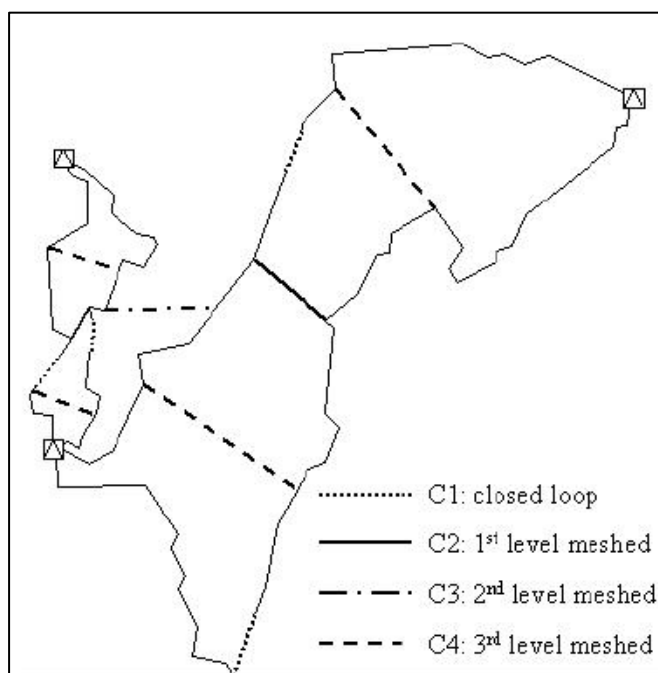 C1: closed loop
C2: 1st level meshed
C3: 2nd level meshed
C4: 3rd level meshed